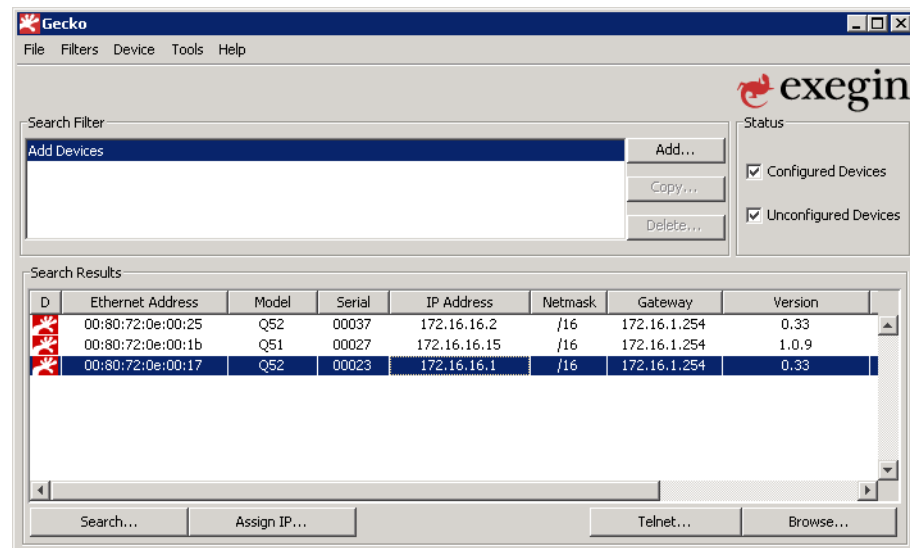 Gecko
File Filters Device Tools Help
exegin
Search Filter
Status
Add Devices
Add...
Configured Devices
Copy...
Unconfigured Devices
Delete...
Search Results
D Ethernet Address Model Serial IP Address Netmask Gateway Version
00:80:72:0e:00:25 Q52 00037 172.16.16.2 /16 172.16.1.254 0.33
00:80:72:0e:00:1b Q51 00027 172.16.16.15 /16 172.16.1.254 1.0.9
00:80:72:0e:00:17 Q52 00023 172.16.16.1 /16 172.16.1.254 0.33
Search... Assign IP... Telnet... Browse...